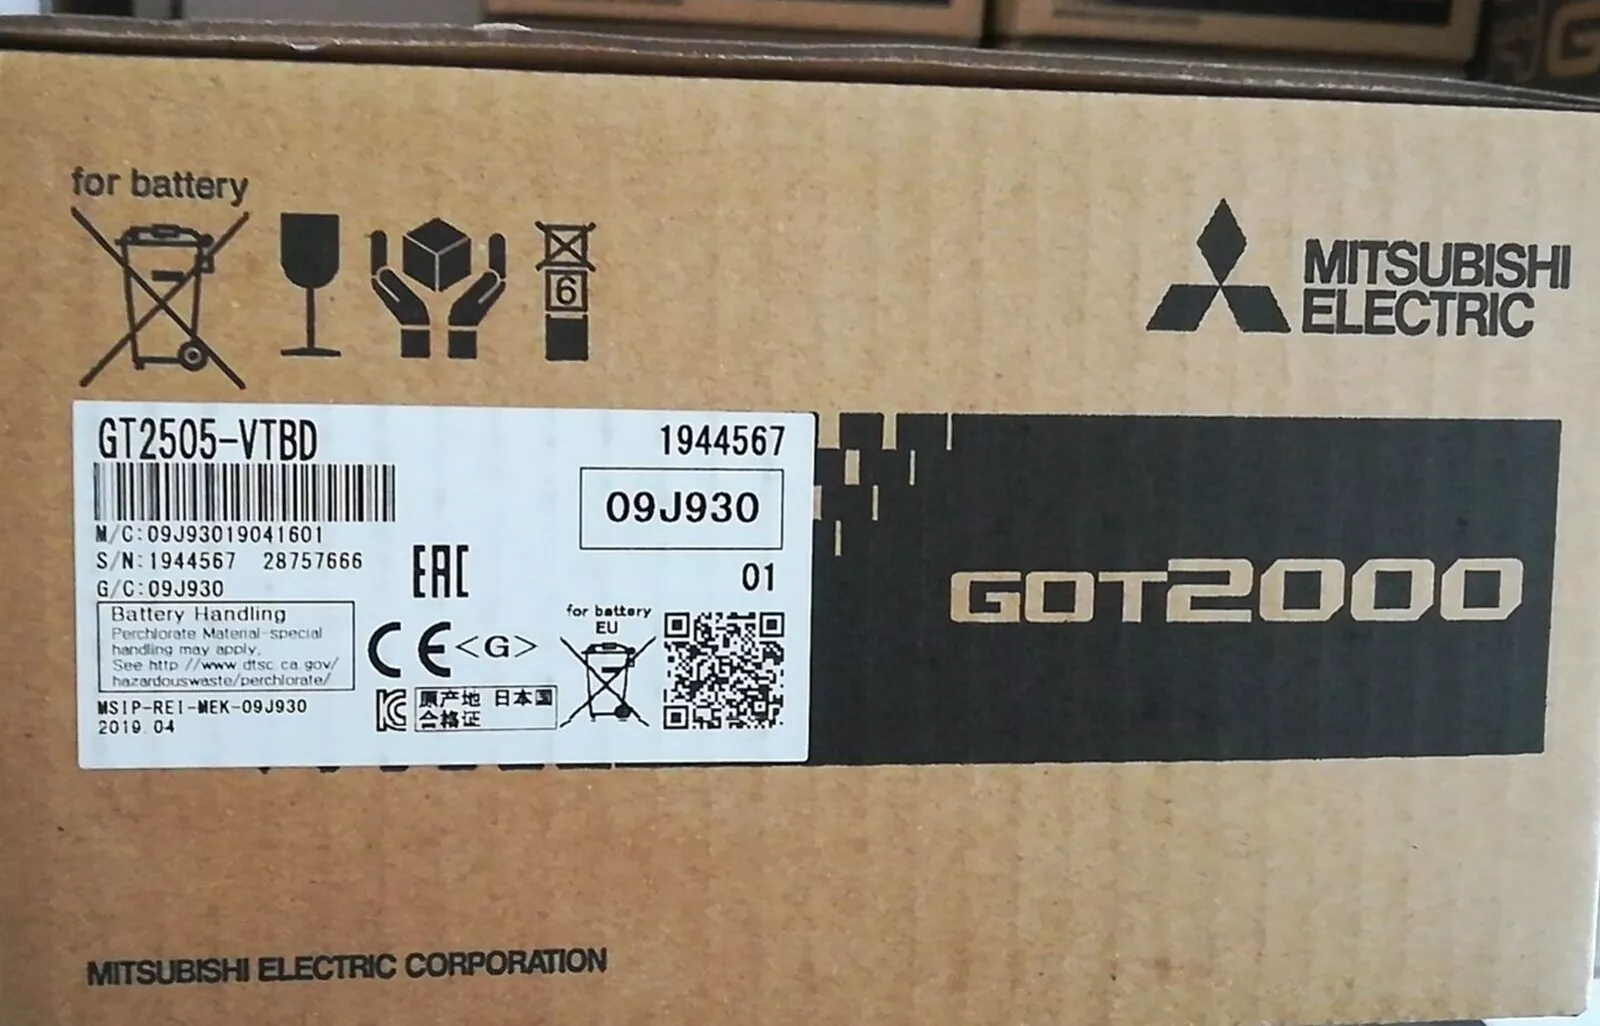 for battery
6
MITSUBISHI
ELECTRIC
GT2505-VTBD
1944567
09J930
M/C:09J93019041601
S/N:1944567 28757666
G/C:09J930
EAC
01
Battery Handling
Perchlorate Material-special
handling may apply.
See http://www.dtsc.ca.gov/
hazardouswaste/perchlorate/
CE<G>
for battery
EU
MSIP-REI-MEK-09J930
2019.04
KC
原产地 日本国
合格证
GOT2000
MITSUBISHI ELECTRIC CORPORATION